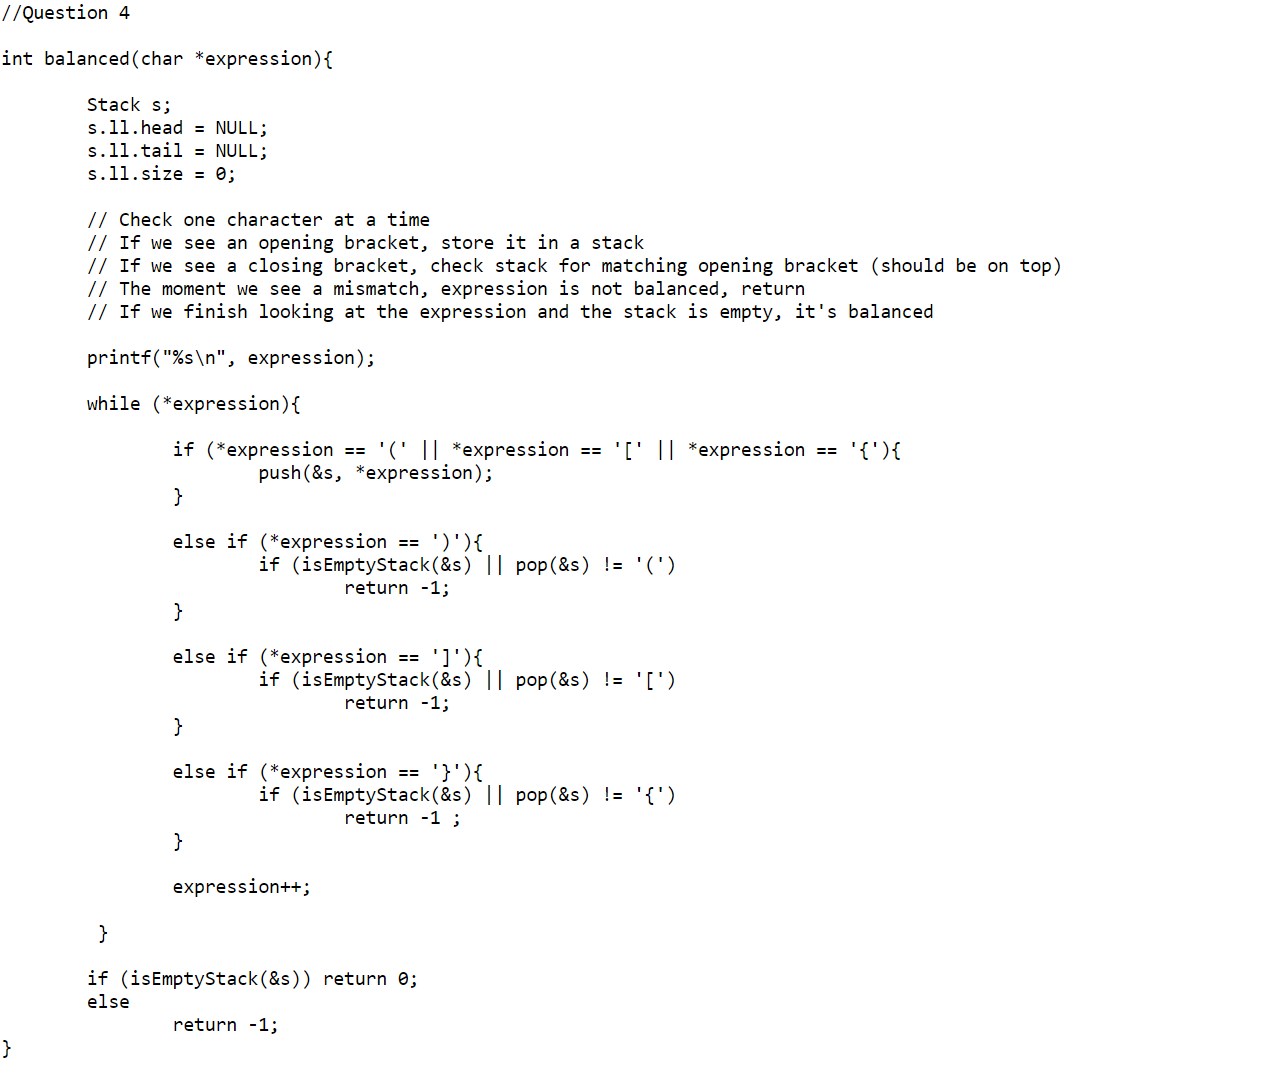 //Question 4
int balanced(char *expression){
Stack s;
s.ll.head = NULL;
s.ll.tail = NULL;
s.ll.size = 0;
// Check one character at a time
// If we see an opening bracket, store it in a stack
// If we see a closing bracket, check stack for matching opening bracket (should be on top)
// The moment we see a mismatch, expression is not balanced, return
// If we finish looking at the expression and the stack is empty, it's balanced
printf("%s\n", expression);
while (*expression){
if (*expression == '(' || *expression == '[' || *expression == '{'){
push(&s, *expression);
}
else if (*expression == ')'){
if (isEmptyStack(&s) || pop(&s) != '(')
return -1;
}
else if (*expression == ']'){
if (isEmptyStack(&s) || pop(&s) != '[')
return -1;
}
else if (*expression == '}'){
if (isEmptyStack(&s) || pop(&s) != '{')
return -1 ;
}
expression++;
}
if (isEmptyStack(&s)) return 0;
else
return -1;
}